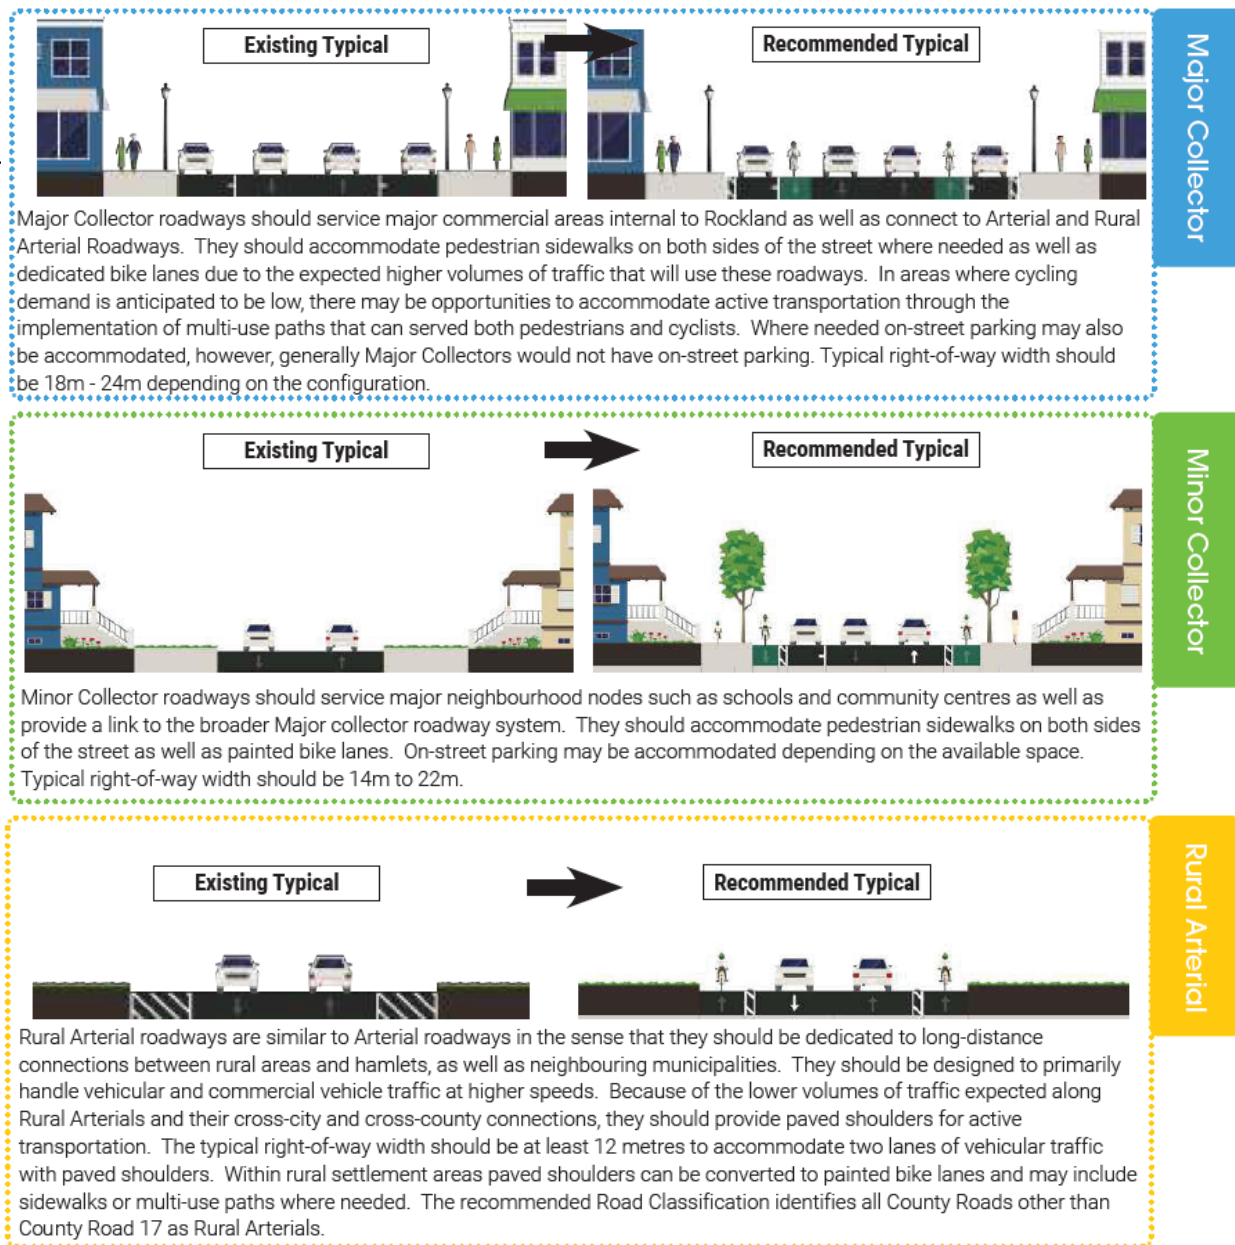 Existing Typical
Recommended Typical
Major Collector
Major Collector roadways should service major commercial areas internal to Rockland as well as connect to Arterial and Rural
Arterial Roadways. They should accommodate pedestrian sidewalks on both sides of the street where needed as well as
dedicated bike lanes due to the expected higher volumes of traffic that will use these roadways. In areas where cycling
demand is anticipated to be low, there may be opportunities to accommodate active transportation through the
implementation of multi-use paths that can served both pedestrians and cyclists. Where needed on-street parking may also
be accommodated, however, generally Major Collectors would not have on-street parking. Typical right-of-way width should
be 18m - 24m depending on the configuration.
Existing Typical
Recommended Typical
Minor Collector
Minor Collector roadways should service major neighbourhood nodes such as schools and community centres as well as
provide a link to the broader Major collector roadway system. They should accommodate pedestrian sidewalks on both sides
of the street as well as painted bike lanes. On-street parking may be accommodated depending on the available space.
Typical right-of-way width should be 14m to 22m.
Existing Typical
Recommended Typical
Rural Arterial
Rural Arterial roadways are similar to Arterial roadways in the sense that they should be dedicated to long-distance
connections between rural areas and hamlets, as well as neighbouring municipalities. They should be designed to primarily
handle vehicular and commercial vehicle traffic at higher speeds. Because of the lower volumes of traffic expected along
Rural Arterials and their cross-city and cross-county connections, they should provide paved shoulders for active
transportation. The typical right-of-way width should be at least 12 metres to accommodate two lanes of vehicular traffic
with paved shoulders. Within rural settlement areas paved shoulders can be converted to painted bike lanes and may include
sidewalks or multi-use paths where needed. The recommended Road Classification identifies all County Roads other than
County Road 17 as Rural Arterials.